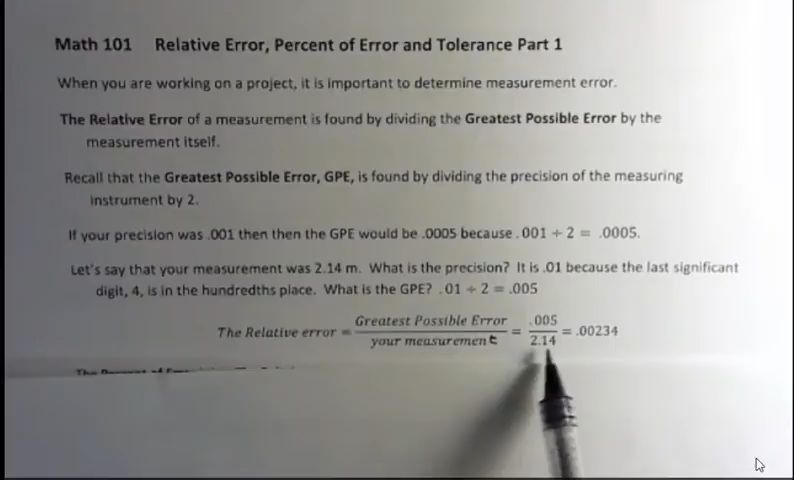 Math 101 Relative Error, Percent of Error and Tolerance Part 1
When you are working on a project, it is important to determine measurement error.
The Relative Error of a measurement is found by dividing the Greatest Possible Error by the
measurement itself.
Recall that the Greatest Possible Error, GPE, is found by dividing the precision of the measuring
instrument by 2.
If your precision was .001 then then the GPE would be .0005 because .001 ÷ 2 = .0005.
Let's say that your measurement was 2.14 m. What is the precision? It is .01 because the last significant
digit, 4, is in the hundredths place. What is the GPE? .01 ÷ 2 = .005
The Relative error = Greatest Possible Error / your measurement = .005 / 2.14 = .00234